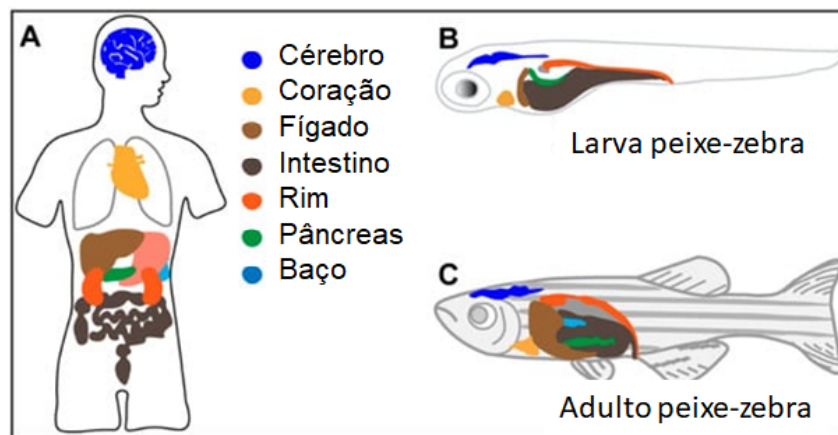 A
Cérebro
Coração
Fígado
Intestino
Rim
Pâncreas
Baço
B
Larva peixe-zebra
C
Adulto peixe-zebra